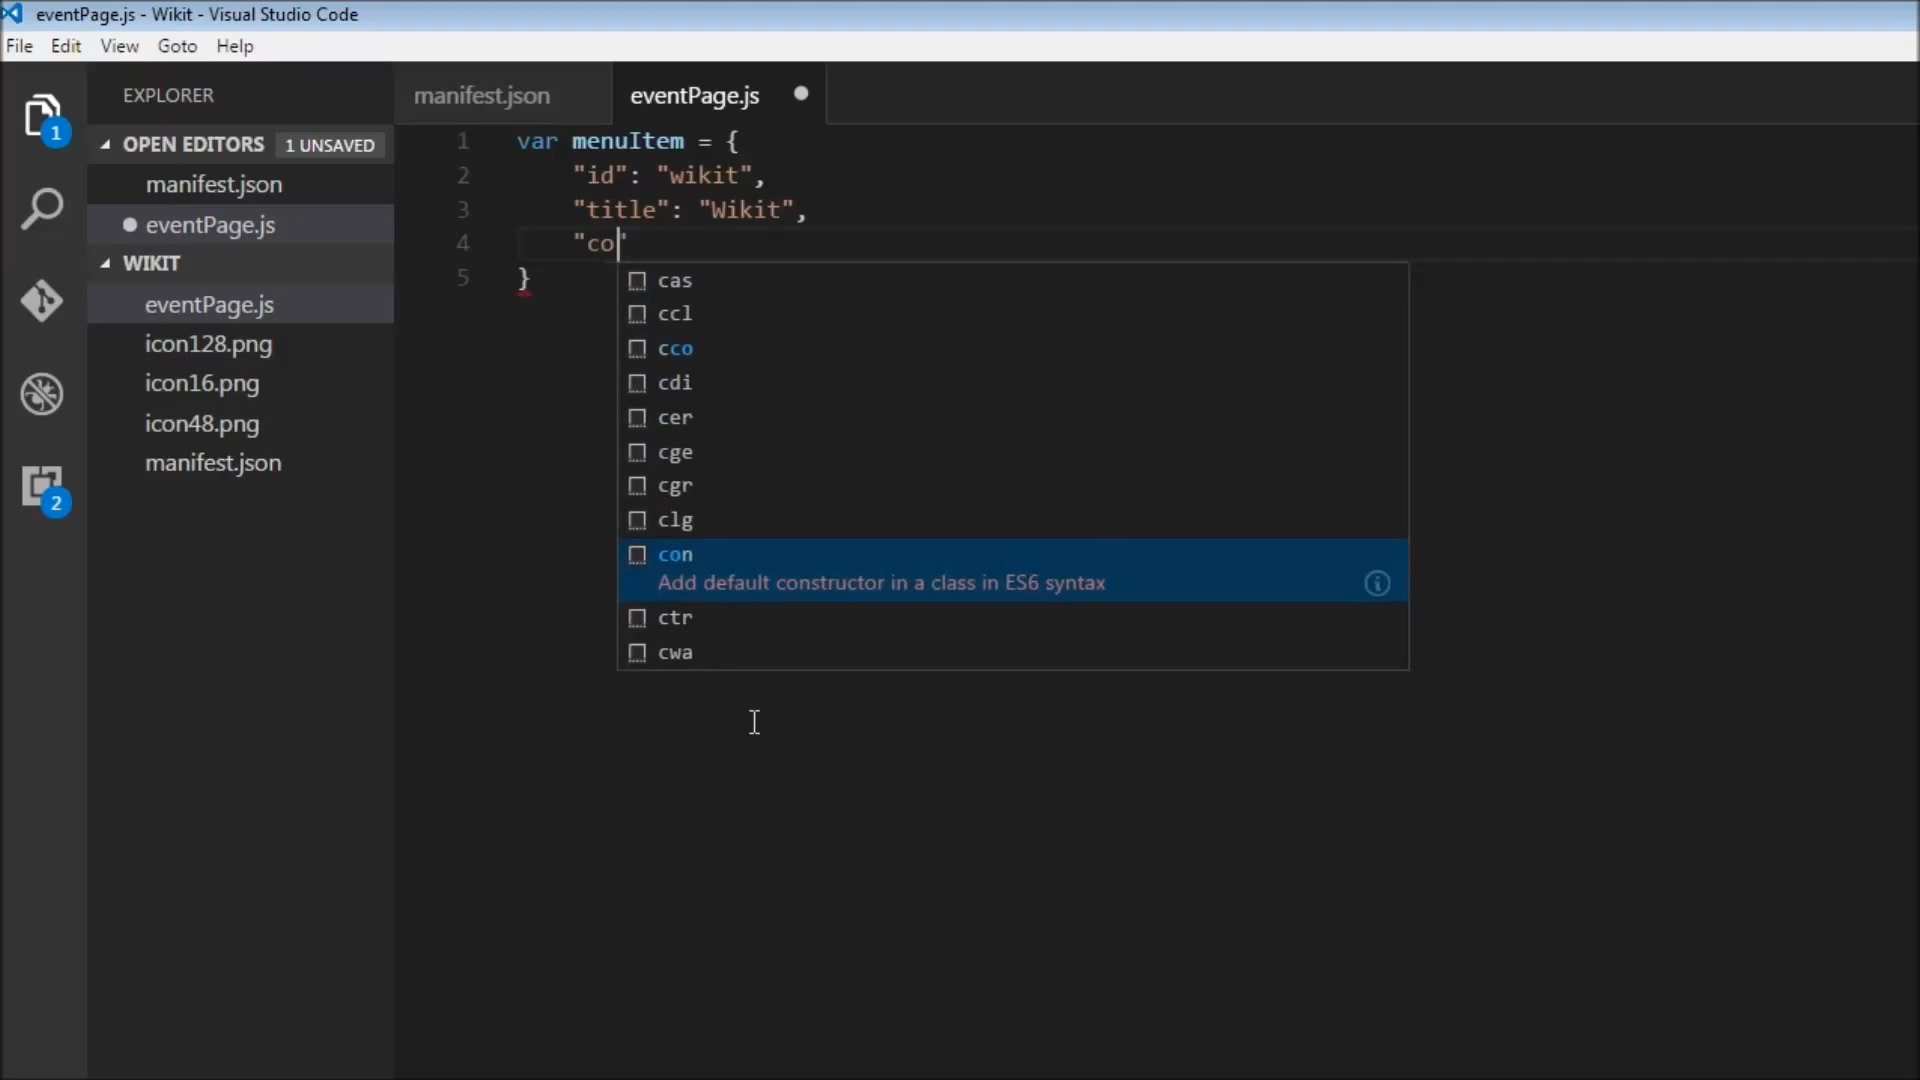 eventPage.js - Wikit - Visual Studio Code
File Edit View Goto Help
EXPLORER
OPEN EDITORS 1 UNSAVED
manifest.json
eventPage.js
WIKIT
eventPage.js
icon128.png
icon16.png
icon48.png
manifest.json
1
2
manifest.json eventPage.js
1 var menuItem = {
2 "id": "wikit",
3 "title": "Wikit",
4 "co"
5 }
cas
ccl
cco
cdi
cer
cge
cgr
clg
con
Add default constructor in a class in ES6 syntax
ctr
cwa